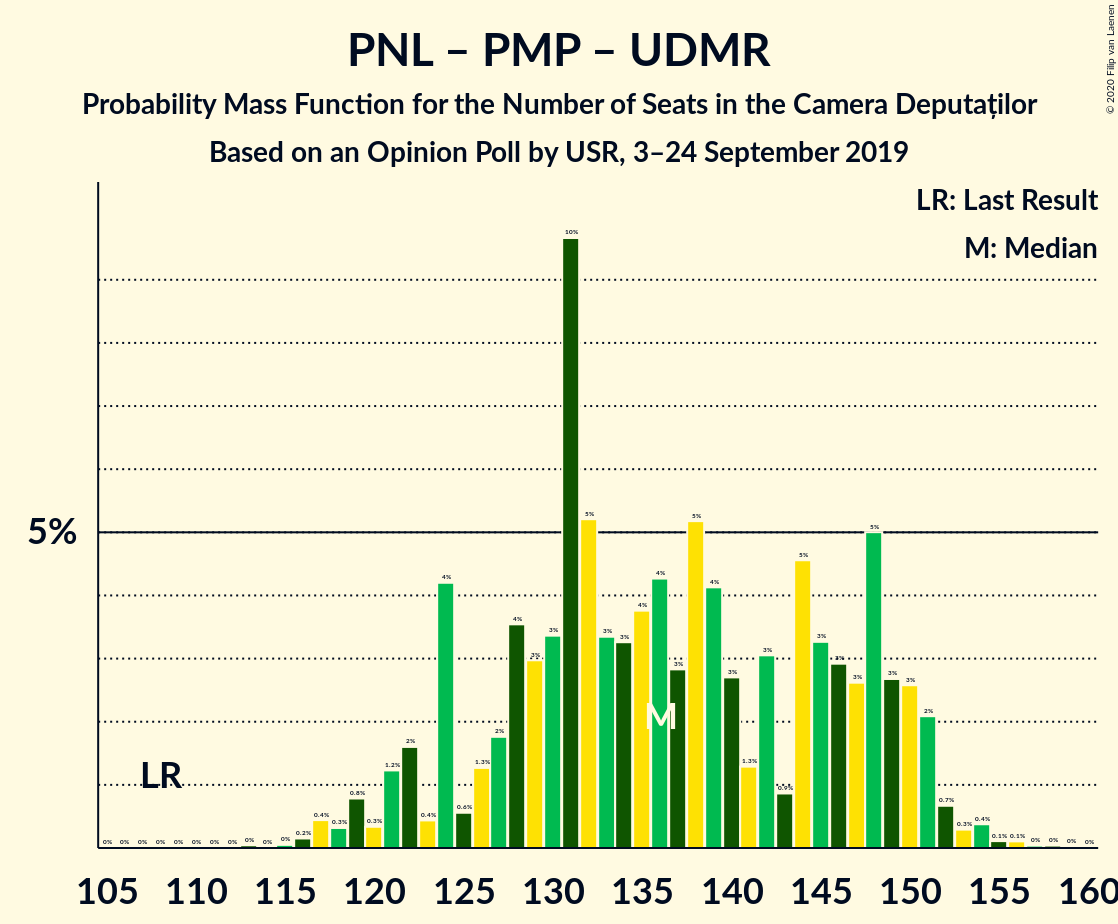 PNL – PMP – UDMR
Probability Mass Function for the Number of Seats in the Camera Deputaților
Based on an Opinion Poll by USR, 3–24 September 2019
© 2020 Filip van Laenen
LR: Last Result
M: Median
5%
LR
M
0% 0% 0% 0% 0% 0% 0% 0% 0% 0% 0% 0.2% 0.4% 0.3% 0.8% 0.3% 1.2% 2% 0.4% 4% 0.6% 1.3% 2% 4% 3% 3% 10% 5% 3% 3% 4% 4% 3% 5% 4% 3% 1.3% 3% 0.9% 5% 3% 3% 3% 5% 3% 3% 2% 0.7% 0.3% 0.4% 0.1% 0.1% 0% 0% 0% 0%
105 110 115 120 125 130 135 140 145 150 155 160